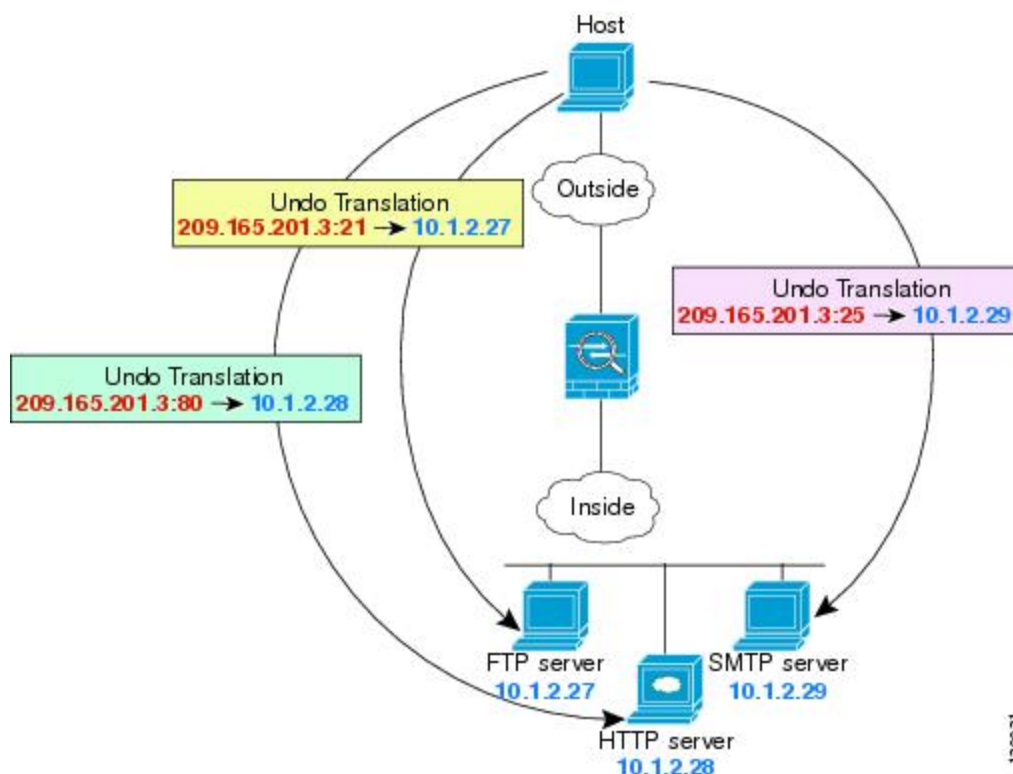 Host
Undo Translation
209.165.201.3:21 → 10.1.2.27
Outside
Undo Translation
209.165.201.3:25 → 10.1.2.29
Undo Translation
209.165.201.3:80 → 10.1.2.28
Inside
FTP server
10.1.2.27
SMTP server
10.1.2.29
HTTP server
10.1.2.28